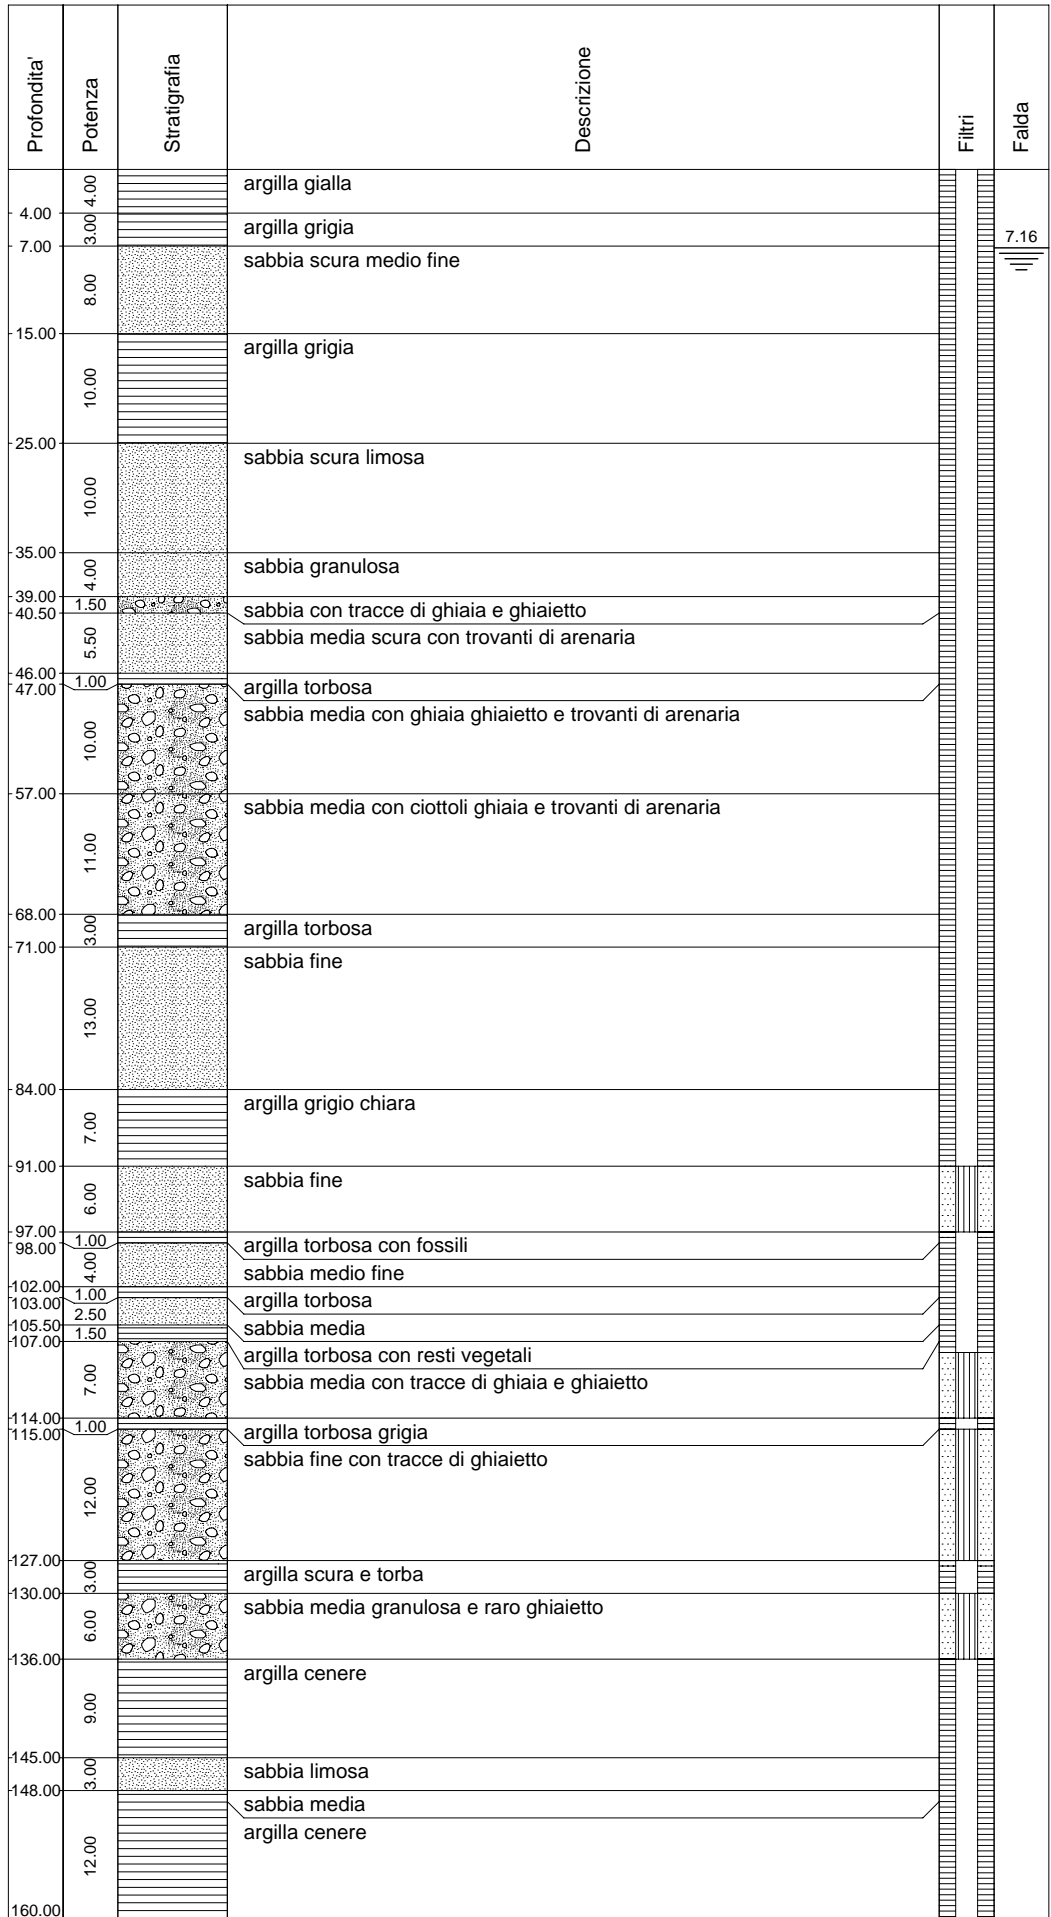 Profondita'
Potenza
Stratigrafia
Descrizione
Filtri
Falda
4.00
argilla gialla
4.00
3.00
argilla grigia
7.00
7.16
8.00
sabbia scura medio fine
15.00
10.00
argilla grigia
25.00
10.00
sabbia scura limosa
35.00
4.00
sabbia granulosa
39.00
1.50
sabbia con tracce di ghiaia e ghiaietto
40.50
5.50
sabbia media scura con trovanti di arenaria
46.00
1.00
argilla torbosa
47.00
10.00
sabbia media con ghiaia ghiaietto e trovanti di arenaria
57.00
11.00
sabbia media con ciottoli ghiaia e trovanti di arenaria
68.00
3.00
argilla torbosa
71.00
13.00
sabbia fine
84.00
7.00
argilla grigio chiara
91.00
6.00
sabbia fine
97.00
1.00
argilla torbosa con fossili
98.00
4.00
sabbia medio fine
102.00
1.00
argilla torbosa
103.00
2.50
sabbia media
105.50
1.50
argilla torbosa con resti vegetali
107.00
7.00
sabbia media con tracce di ghiaia e ghiaietto
114.00
1.00
argilla torbosa grigia
115.00
12.00
sabbia fine con tracce di ghiaietto
127.00
3.00
argilla scura e torba
130.00
6.00
sabbia media granulosa e raro ghiaietto
136.00
9.00
argilla cenere
145.00
3.00
sabbia limosa
148.00
sabbia media
12.00
argilla cenere
160.00